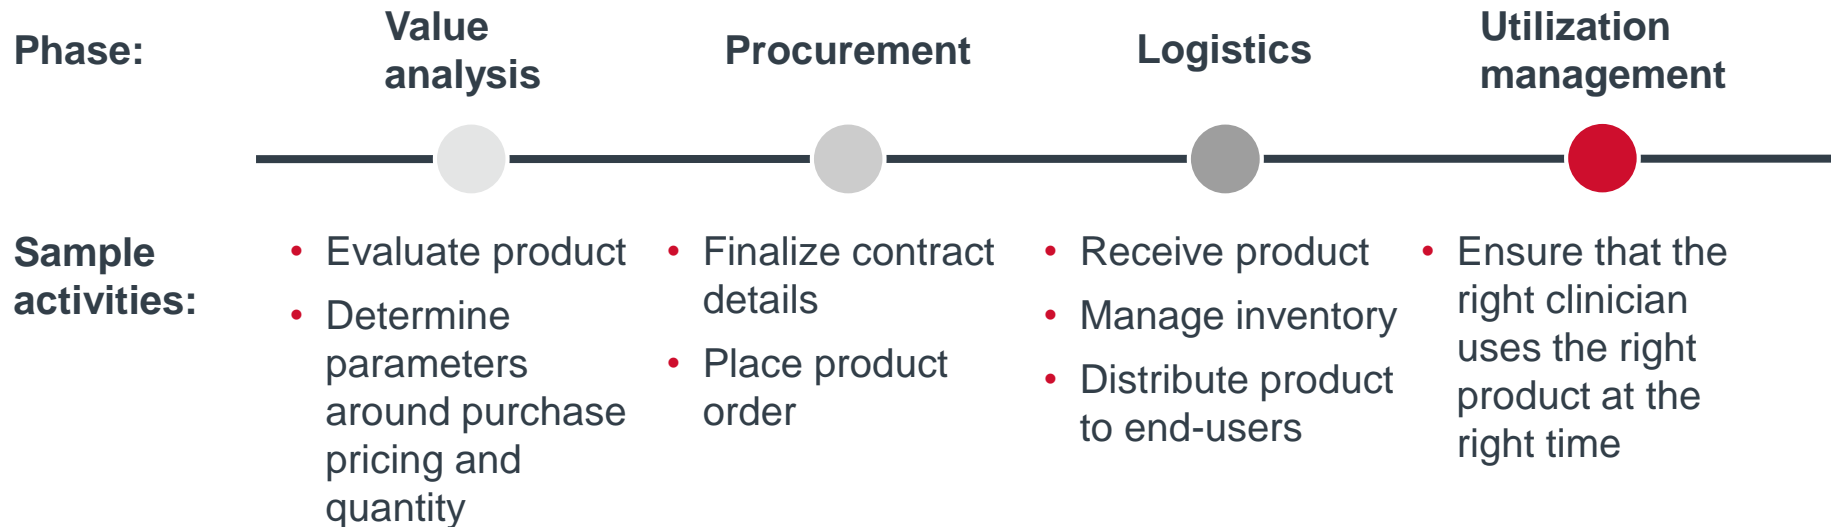 Phase:
Value
analysis
Procurement
Logistics
Utilization
management
Sample
activities:
• Evaluate product
• Determine
parameters
around purchase
pricing and
quantity
• Finalize contract
details
• Place product
order
• Receive product
• Manage inventory
• Distribute product
to end-users
• Ensure that the
right clinician
uses the right
product at the
right time